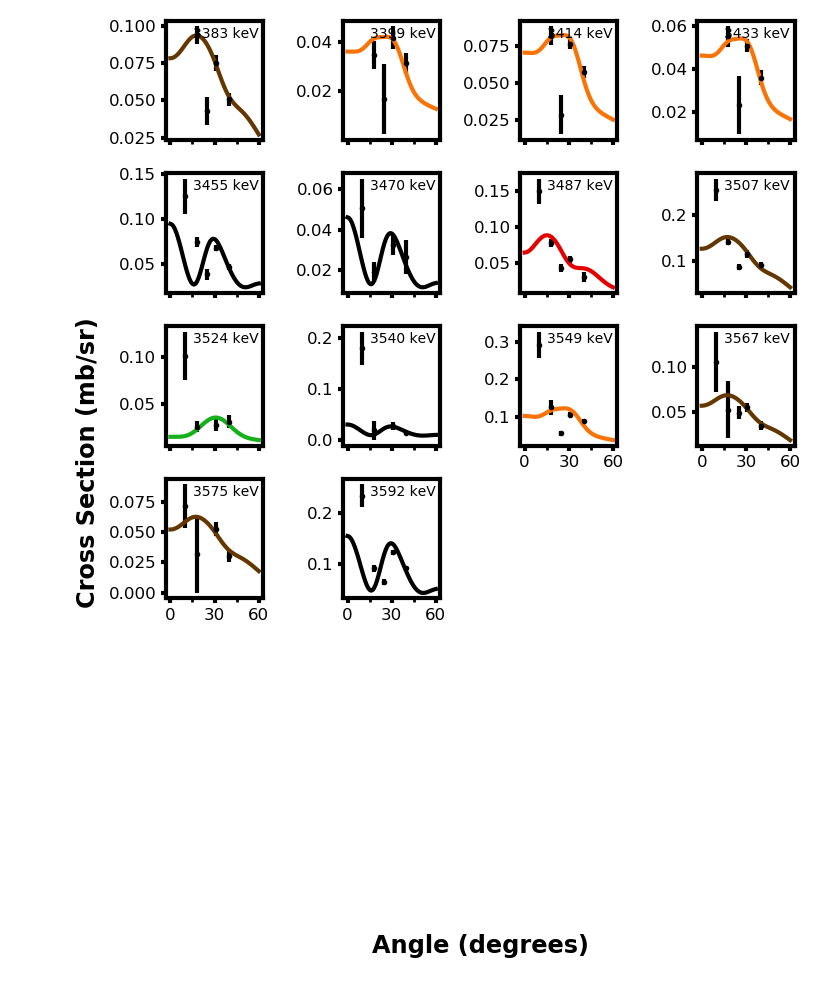 0.100 0.075 0.050 0.025 3383 keV
0.04 0.02 3399 keV
0.075 0.050 0.025 3414 keV
0.06 0.04 0.02 3433 keV
0.15 0.10 0.05 3455 keV
0.06 0.04 0.02 3470 keV
0.15 0.10 0.05 3487 keV
0.2 0.1 3507 keV
0.10 0.05 3524 keV
0.2 0.1 0.0 3540 keV
0.3 0.2 0.1 3549 keV
0 30 60
0.10 0.05 3567 keV
0 30 60
0.075 0.050 0.025 0.000 3575 keV
0 30 60
0.2 0.1 3592 keV
0 30 60
Cross Section (mb/sr)
Angle (degrees)